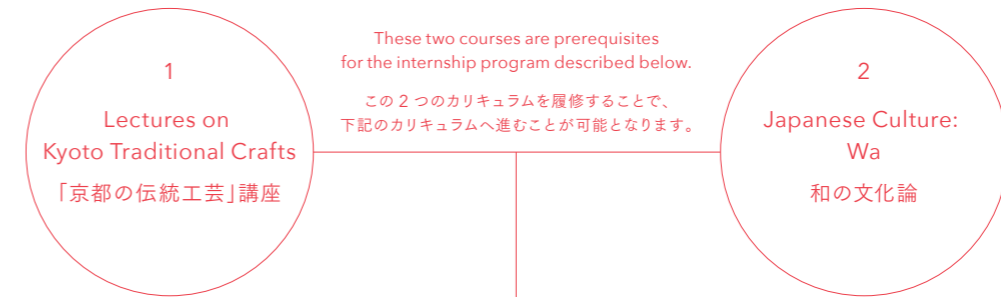 1
Lectures on
Kyoto Traditional Crafts
「京都の伝統工芸」講座
These two courses are prerequisites
for the internship program described below.
この 2 つのカリキュラムを履修することで、
下記のカリキュラムへ進むことが可能となります。
2
Japanese Culture:
Wa
和の文化論